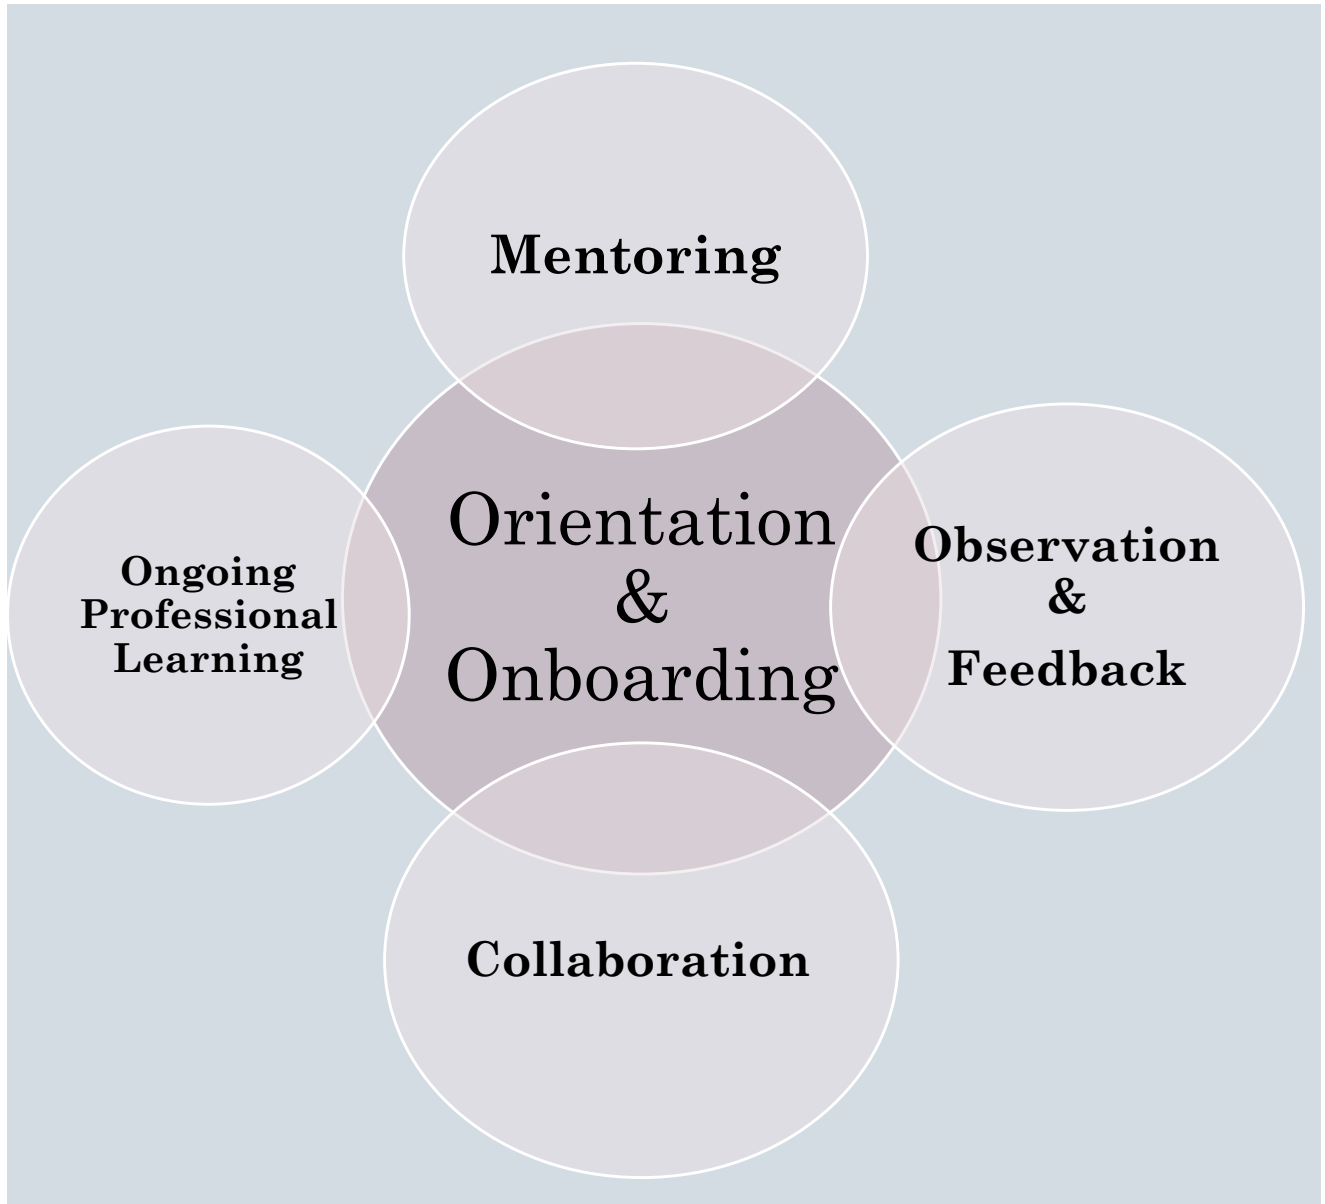 Mentoring
Orientation
&
Onboarding
Observation
&
Feedback
Ongoing
Professional
Learning
Collaboration